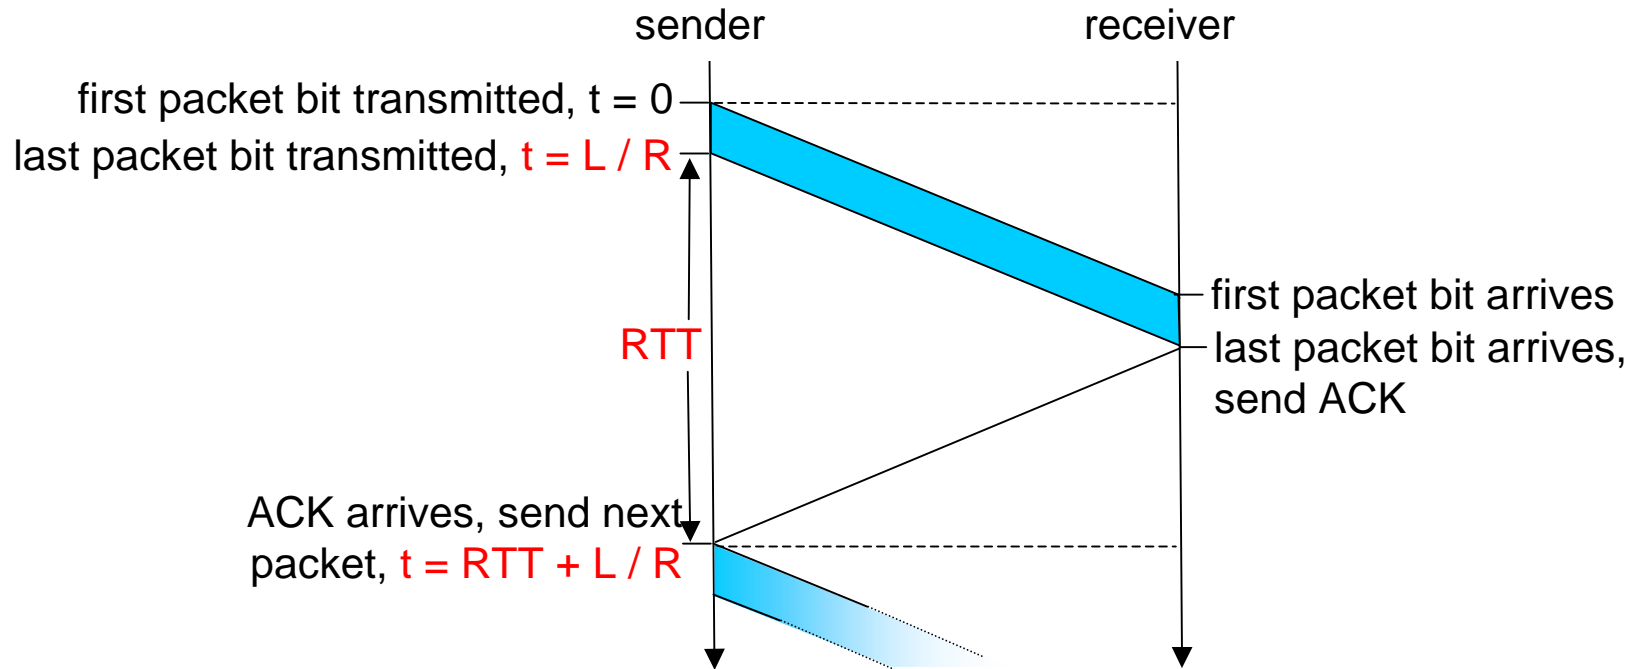 sender
receiver
first packet bit transmitted, t = 0
last packet bit transmitted, t = L / R
first packet bit arrives
RTT
last packet bit arrives,
send ACK
ACK arrives, send next
packet, t = RTT + L / R